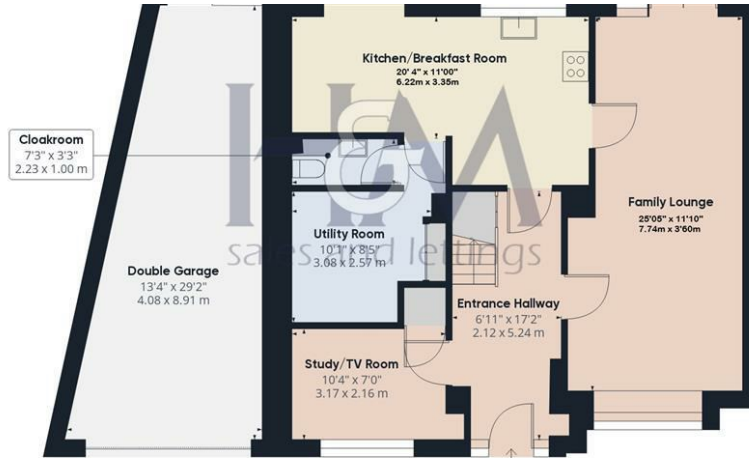 Kitchen/Breakfast Room
20' 4" x 11'00"
6.22m x 3.35m
Cloakroom
7'3" x 3'3"
2.23 x 1.00 m
Family Lounge
25'05" x 11'10"
7.74m x 3'60m
Utility Room
10'1" x 8'5"
3.08 x 2.57 m
H&M
sales and lettings
Double Garage
13'4" x 29'2"
4.08 x 8.91 m
Entrance Hallway
6'11" x 17'2"
2.12 x 5.24 m
Study/TV Room
10'4" x 7'0"
3.17 x 2.16 m